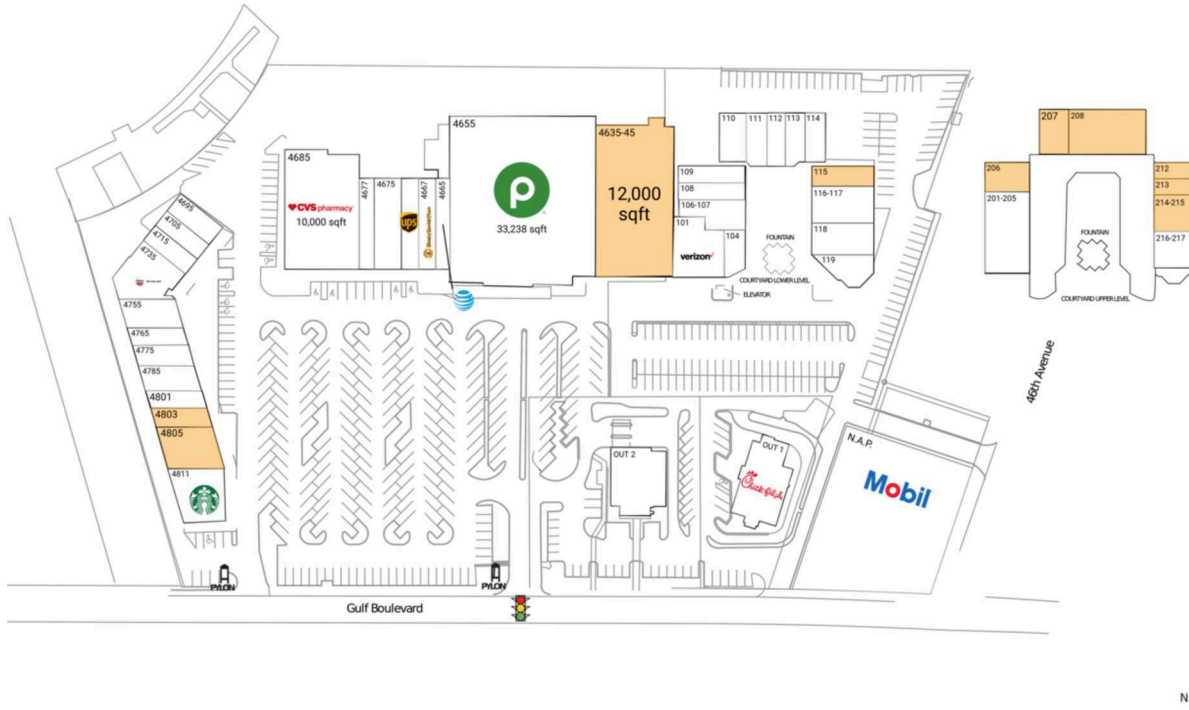 4655
4635-45
12,000
sqft
33,238 sqft
4685
CVS pharmacy
10,000 sqft
4677
4675
ups
4667
4665
110
111
112
113
114
109
108
106-107
101
104
verizon
115
116-117
118
119
FOUNTAIN
COURTYARD LOWER LEVEL
ELEVATOR
207
208
206
201-205
212
213
214-215
216-217
FOUNTAIN
COURTYARD UPPER LEVEL
4695
4705
4715
4735
4755
4765
4775
4785
4801
4803
4805
4811
46th Avenue
OUT 2
OUT 1
Chick-fil-A
N.A.P.
Mobil
PYLON
PYLON
Gulf Boulevard
N